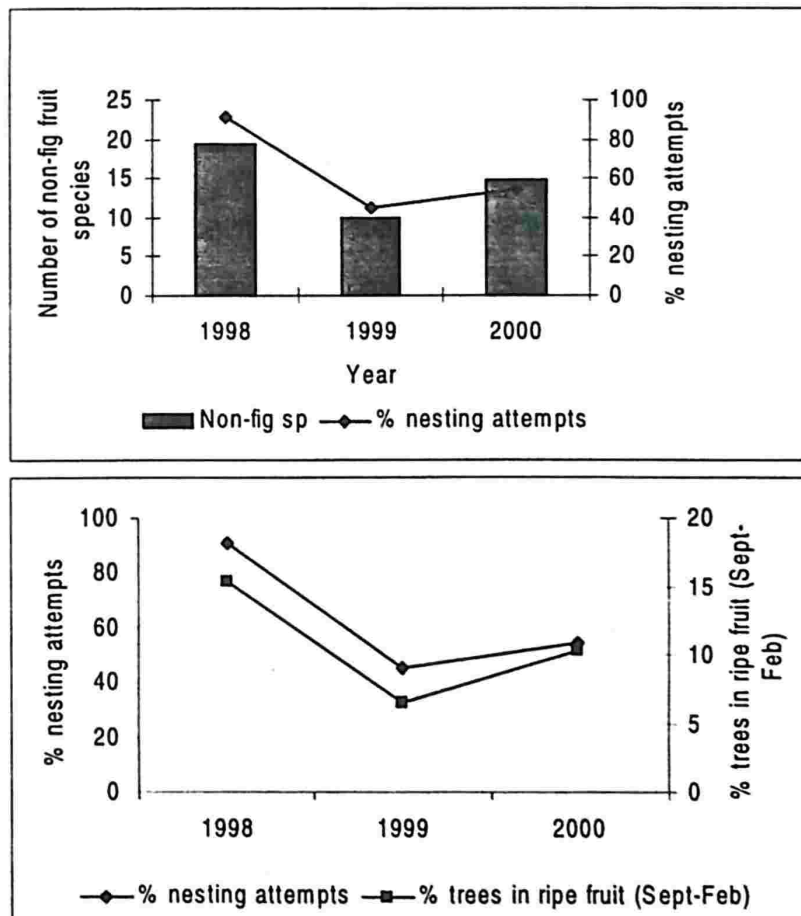 Number of non-fig fruit
species
25
20
15
10
5
0
100
80
60
40
20
0
% nesting attempts
1998
1999
2000
Year
Non-fig sp
% nesting attempts
% nesting attempts
100
80
60
40
20
0
20
15
10
5
0
% trees in ripe fruit (Sept-
Feb)
1998
1999
2000
% nesting attempts
% trees in ripe fruit (Sept-Feb)